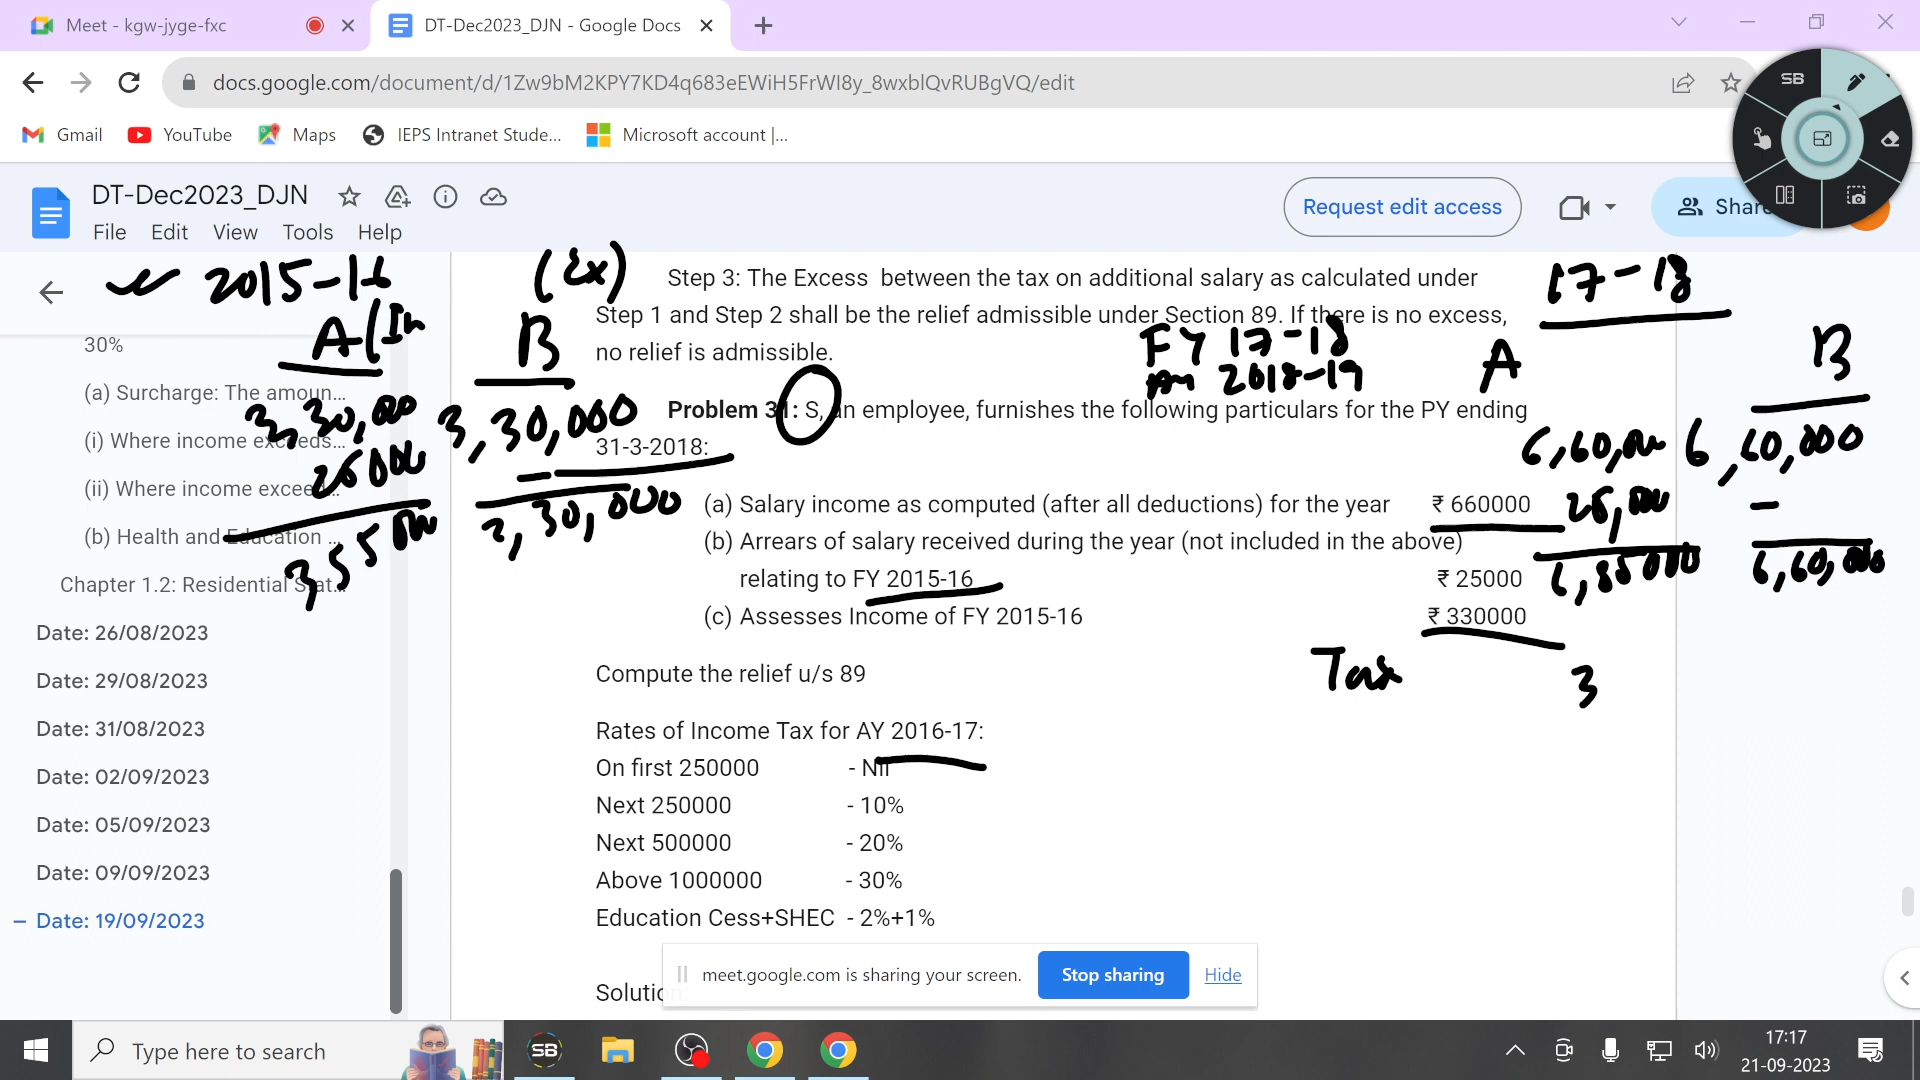 Meet - kgw-jyge-fxc
DT-Dec2023_DJN - Google Docs
docs.google.com/document/d/1Zw9bM2KPY7KD4q683eEWiH5FrWI8y_8wxblQvRUBgVQ/edit
SB
Gmail YouTube Maps IEPS Intranet Stude... Microsoft account |...
DT-Dec2023_DJN
Request edit access
File Edit View Tools Help
2015-16
17-18
A B
FY 17-18
2018-19
A B
3,30,000 3,30,000
6,60,000 6,60,000
25000 -
25,000 -
355000 3,30,000
6,85000 6,60,000
Tax 3
30%
(a) Surcharge: The amoun...
(i) Where income exceeds...
(ii) Where income exceed...
(b) Health and Education ...
Chapter 1.2: Residential Stat...
Date: 26/08/2023
Date: 29/08/2023
Date: 31/08/2023
Date: 02/09/2023
Date: 05/09/2023
Date: 09/09/2023
Date: 19/09/2023
Step 3: The Excess between the tax on additional salary as calculated under
Step 1 and Step 2 shall be the relief admissible under Section 89. If there is no excess,
no relief is admissible.
Problem 31: S, an employee, furnishes the following particulars for the PY ending
31-3-2018:
(a) Salary income as computed (after all deductions) for the year ₹ 660000
(b) Arrears of salary received during the year (not included in the above)
relating to FY 2015-16 ₹ 25000
(c) Assesses Income of FY 2015-16 ₹ 330000
Compute the relief u/s 89
Rates of Income Tax for AY 2016-17:
On first 250000 - Nil
Next 250000 - 10%
Next 500000 - 20%
Above 1000000 - 30%
Education Cess+SHEC - 2%+1%
meet.google.com is sharing your screen. Stop sharing Hide
Type here to search
SB
17:17
21-09-2023